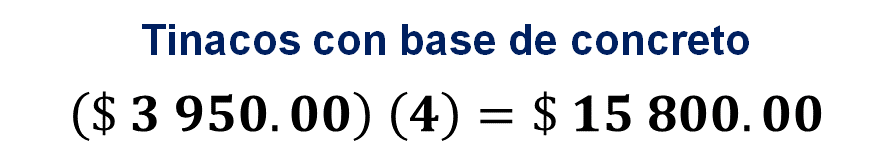 Tinacos con base de concreto
($ 3 950.00) (4) = $ 15 800.00